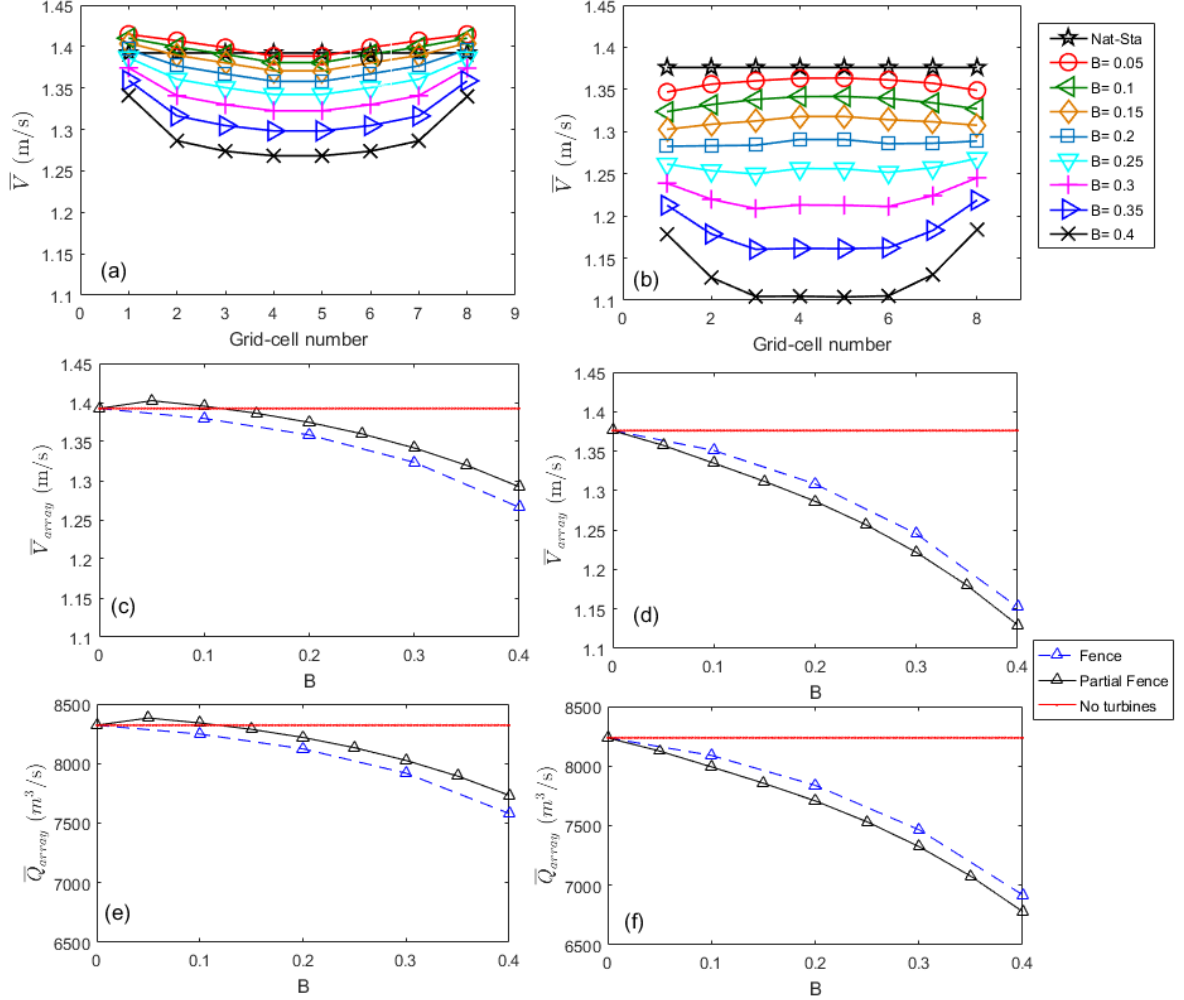 1.45
1.4
1.35
1.3
1.25
1.2
1.15
1.1
V (m/s)
(a)
(a)
0 1 2 3 4 5 6 7 8 9
Grid-cell number
1.45
1.4
1.35
1.3
1.25
1.2
1.15
1.1
V (m/s)
(b)
0 2 4 6 8
Grid-cell number
Nat-Sta
B= 0.05
B= 0.1
B= 0.15
B= 0.2
B= 0.25
B= 0.3
B= 0.35
B= 0.4
1.45
1.4
1.35
1.3
1.25
1.2
1.15
1.1
V̅array (m/s)
(c)
0 0.1 0.2 0.3 0.4
B
1.45
1.4
1.35
1.3
1.25
1.2
1.15
1.1
V̅array (m/s)
(d)
0 0.1 0.2 0.3 0.4
B
Fence
Partial Fence
No turbines
8500
8000
7500
7000
6500
Q̅array (m³/s)
(e)
0 0.1 0.2 0.3 0.4
B
8500
8000
7500
7000
6500
Q̅array (m³/s)
(f)
0 0.1 0.2 0.3 0.4
B